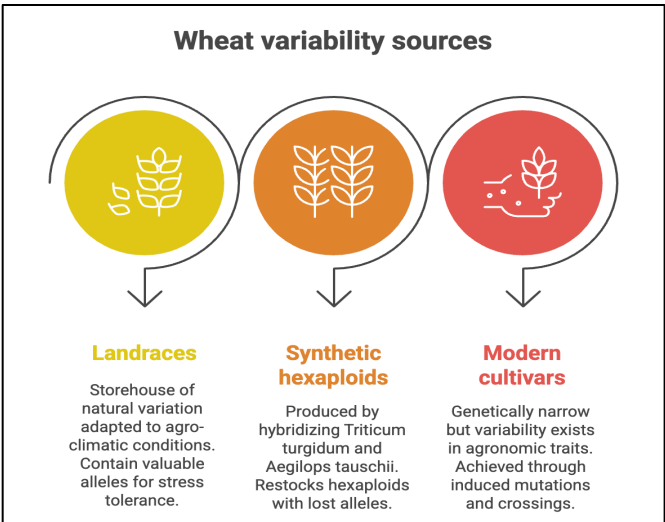 Wheat variability sources
Landraces
Storehouse of
natural variation
adapted to agro-
climatic conditions.
Contain valuable
alleles for stress
tolerance.
Synthetic
hexaploids
Produced by
hybridizing Triticum
turgidum and
Aegilops tauschii.
Restocks hexaploids
with lost alleles.
Modern
cultivars
Genetically narrow
but variability exists
in agronomic traits.
Achieved through
induced mutations
and crossings.